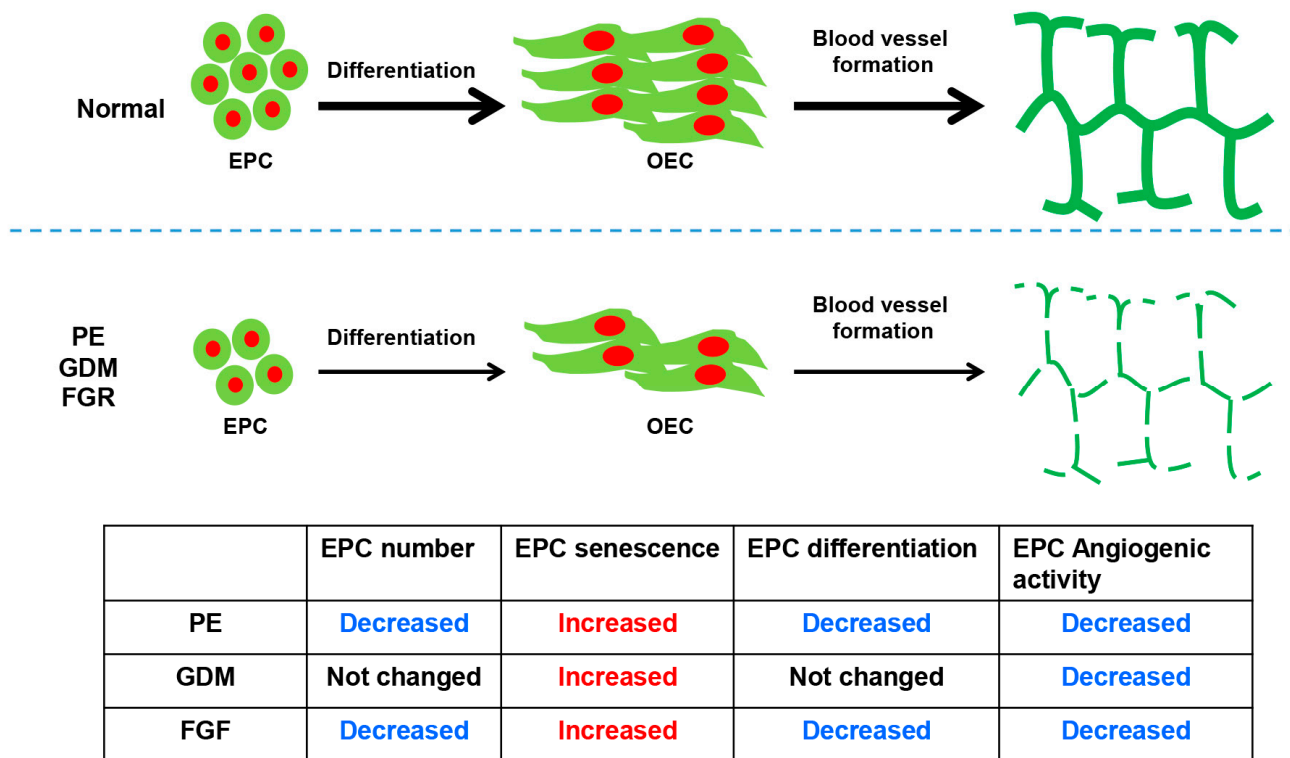 Normal
EPC
Differentiation
OEC
Blood vessel
formation
PE
GDM
FGR
EPC
Differentiation
OEC
Blood vessel
formation
EPC number EPC senescence EPC differentiation EPC Angiogenic
activity
PE Decreased Increased Decreased Decreased
GDM Not changed Increased Not changed Decreased
FGF Decreased Increased Decreased Decreased